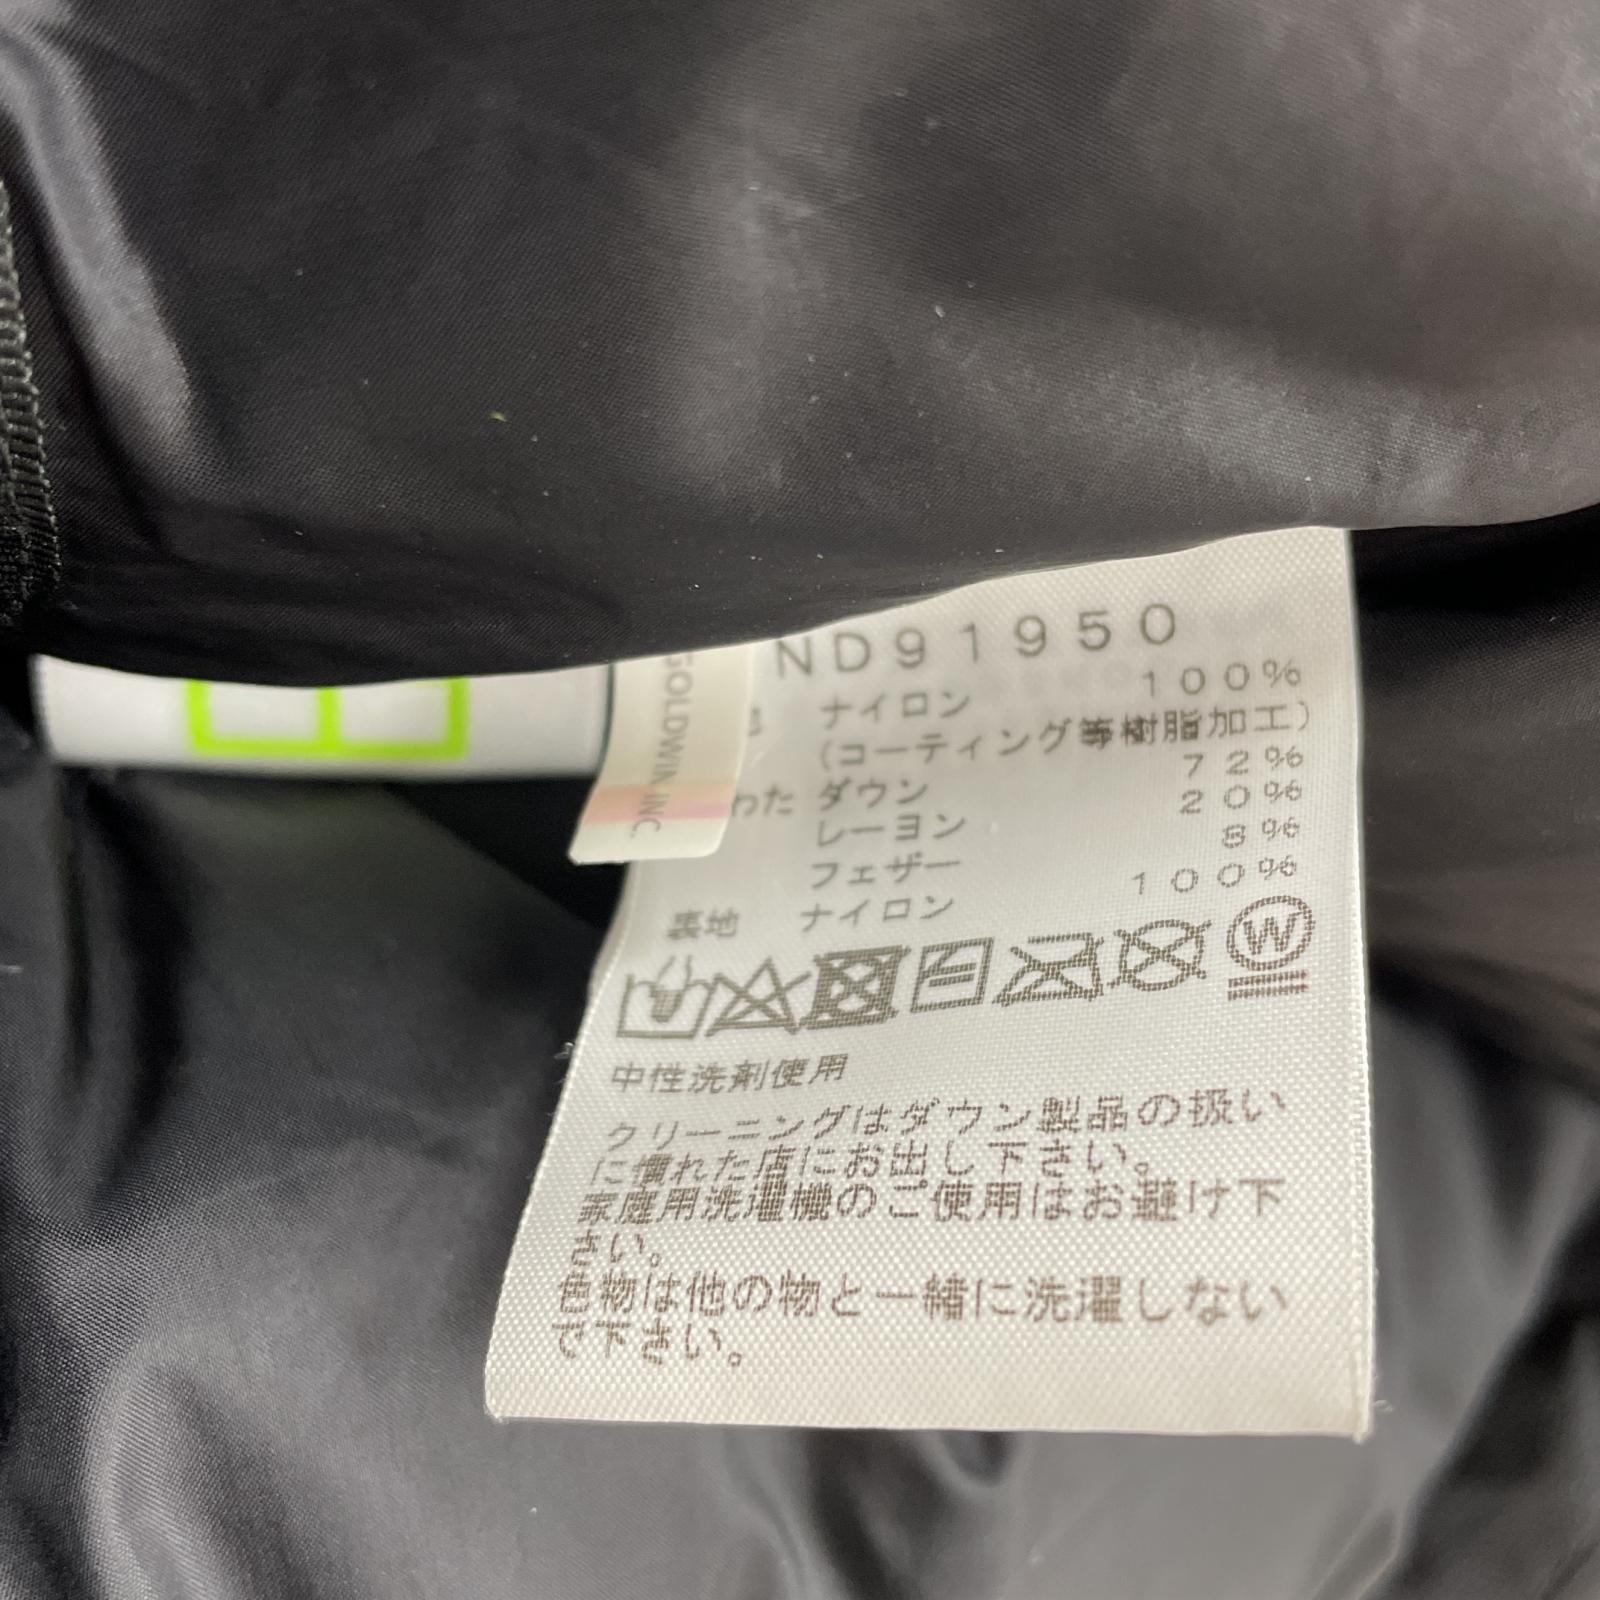 GOLDWIN INC.
ND91950
ナイロン 100%
(コーティング等樹脂加工)
わた ダウン 72%
レーヨン 20%
フェザー 8%
裏地 ナイロン 100%
W
中性洗剤使用
クリーニングはダウン製品の扱い
に慣れた店にお出し下さい。
家庭用洗濯機のご使用はお避け下
さい。
色物は他の物と一緒に洗濯しない
で下さい。